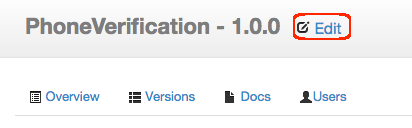 PhoneVerification - 1.0.0 Edit
Overview Versions Docs Users